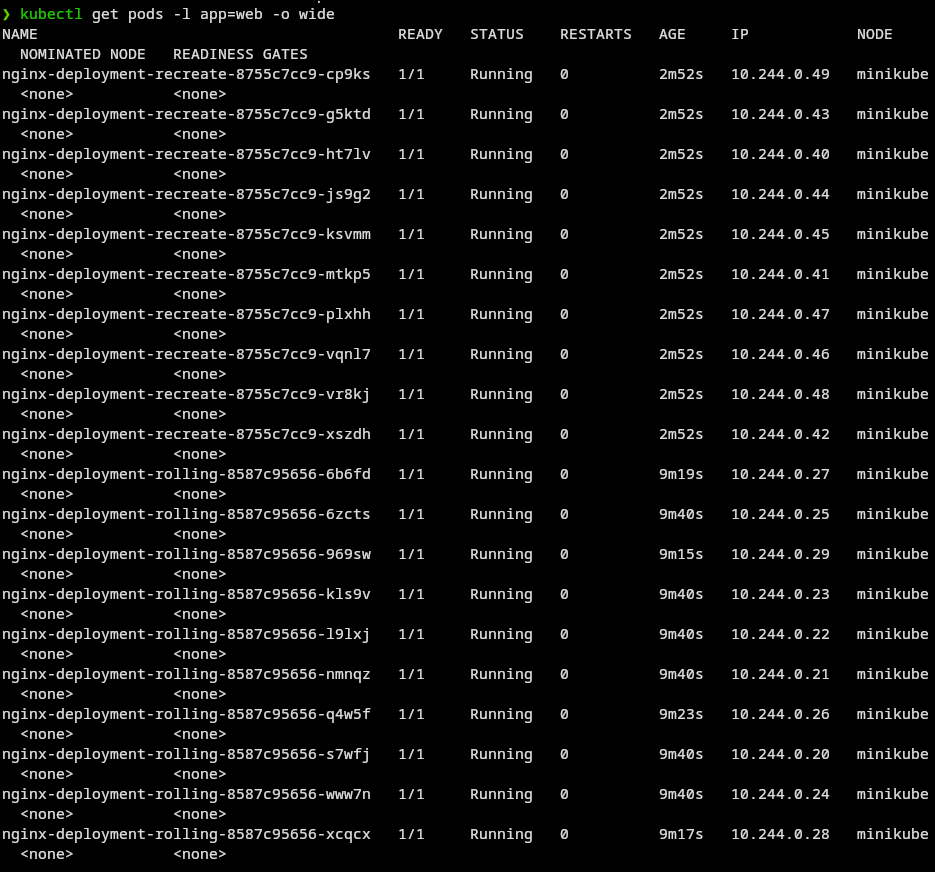 ❯ kubectl get pods -l app=web -o wide
NAME                                            READY   STATUS    RESTARTS   AGE     IP            NODE
  NOMINATED NODE   READINESS GATES
nginx-deployment-recreate-8755c7cc9-cp9ks   1/1     Running   0          2m52s   10.244.0.49   minikube
  <none>           <none>
nginx-deployment-recreate-8755c7cc9-g5ktd   1/1     Running   0          2m52s   10.244.0.43   minikube
  <none>           <none>
nginx-deployment-recreate-8755c7cc9-ht7lv   1/1     Running   0          2m52s   10.244.0.40   minikube
  <none>           <none>
nginx-deployment-recreate-8755c7cc9-js9g2   1/1     Running   0          2m52s   10.244.0.44   minikube
  <none>           <none>
nginx-deployment-recreate-8755c7cc9-ksvmm   1/1     Running   0          2m52s   10.244.0.45   minikube
  <none>           <none>
nginx-deployment-recreate-8755c7cc9-mtkp5   1/1     Running   0          2m52s   10.244.0.41   minikube
  <none>           <none>
nginx-deployment-recreate-8755c7cc9-plxhh   1/1     Running   0          2m52s   10.244.0.47   minikube
  <none>           <none>
nginx-deployment-recreate-8755c7cc9-vqnl7   1/1     Running   0          2m52s   10.244.0.46   minikube
  <none>           <none>
nginx-deployment-recreate-8755c7cc9-vr8kj   1/1     Running   0          2m52s   10.244.0.48   minikube
  <none>           <none>
nginx-deployment-recreate-8755c7cc9-xszdh   1/1     Running   0          2m52s   10.244.0.42   minikube
  <none>           <none>
nginx-deployment-rolling-8587c95656-6b6fd   1/1     Running   0          9m19s   10.244.0.27   minikube
  <none>           <none>
nginx-deployment-rolling-8587c95656-6zcts   1/1     Running   0          9m40s   10.244.0.25   minikube
  <none>           <none>
nginx-deployment-rolling-8587c95656-969sw   1/1     Running   0          9m15s   10.244.0.29   minikube
  <none>           <none>
nginx-deployment-rolling-8587c95656-kls9v   1/1     Running   0          9m40s   10.244.0.23   minikube
  <none>           <none>
nginx-deployment-rolling-8587c95656-l9lxj   1/1     Running   0          9m40s   10.244.0.22   minikube
  <none>           <none>
nginx-deployment-rolling-8587c95656-nmnqz   1/1     Running   0          9m40s   10.244.0.21   minikube
  <none>           <none>
nginx-deployment-rolling-8587c95656-q4w5f   1/1     Running   0          9m23s   10.244.0.26   minikube
  <none>           <none>
nginx-deployment-rolling-8587c95656-s7wfj   1/1     Running   0          9m40s   10.244.0.20   minikube
  <none>           <none>
nginx-deployment-rolling-8587c95656-www7n   1/1     Running   0          9m40s   10.244.0.24   minikube
  <none>           <none>
nginx-deployment-rolling-8587c95656-xcqcx   1/1     Running   0          9m17s   10.244.0.28   minikube
  <none>           <none>